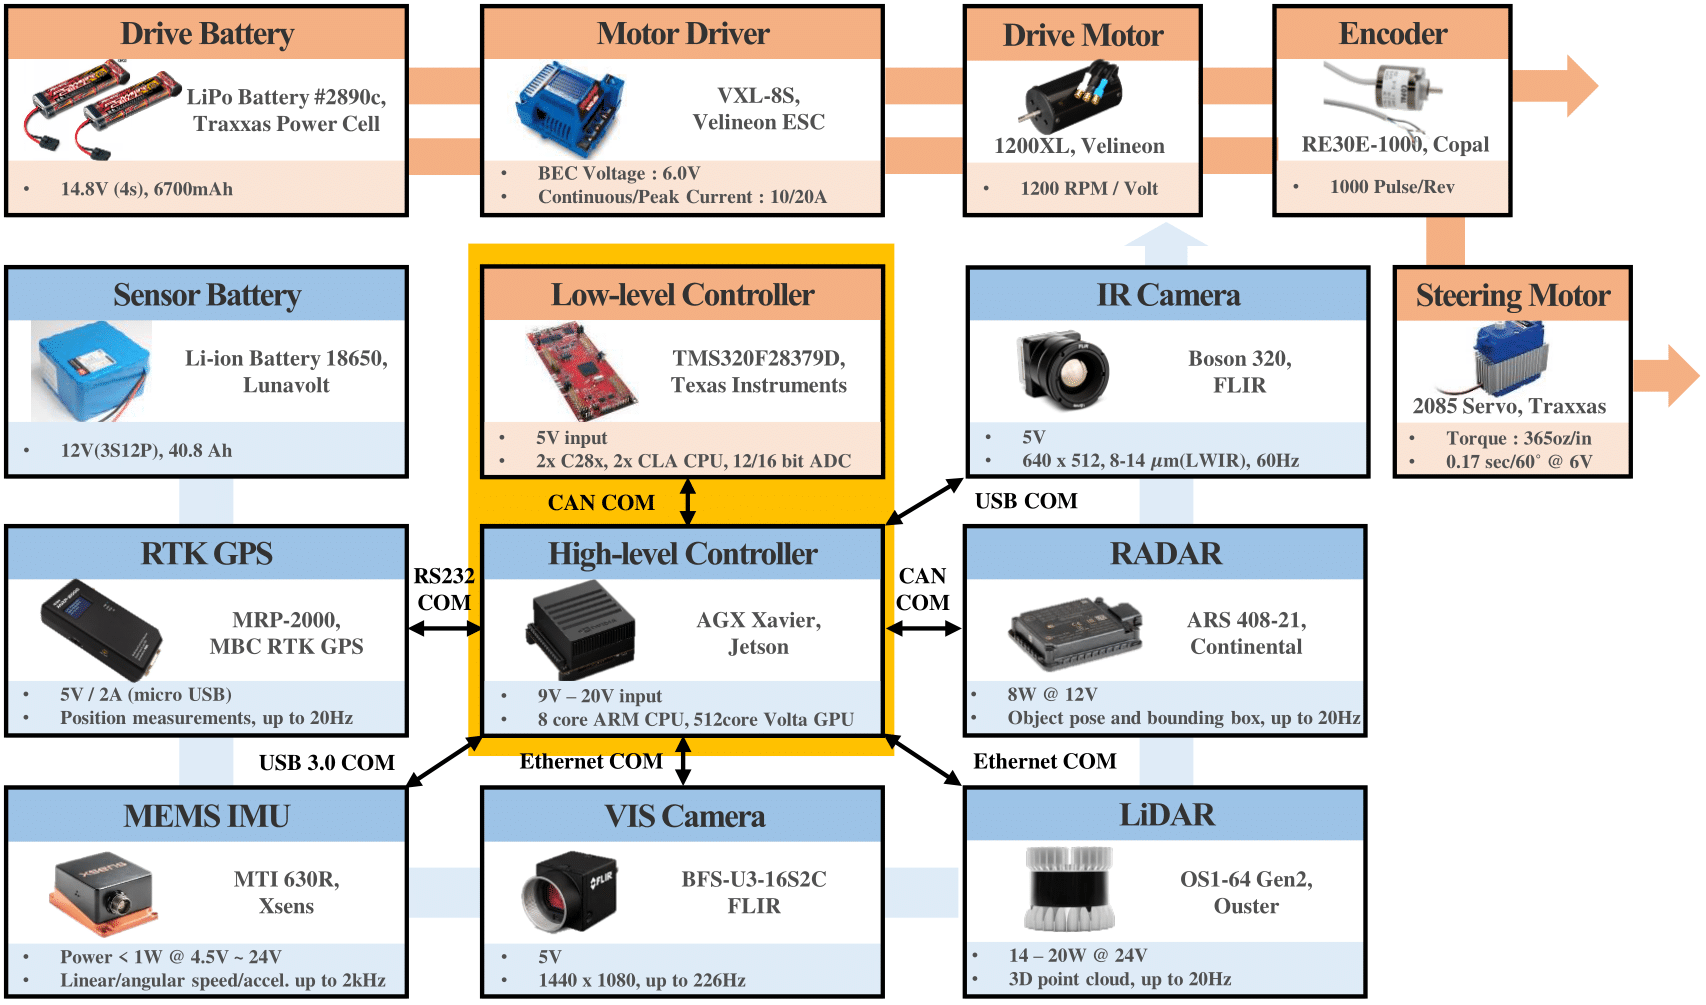 Drive Battery
LiPo Battery #2890c,
Traxxas Power Cell
• 14.8V (4s), 6700mAh
Motor Driver
VXL-8S,
Velineon ESC
• BEC Voltage : 6.0V
• Continuous/Peak Current : 10/20A
Drive Motor
1200XL, Velineon
• 1200 RPM / Volt
Encoder
RE30E-1000, Copal
• 1000 Pulse/Rev
Sensor Battery
Li-ion Battery 18650,
Lunavolt
• 12V(3S12P), 40.8 Ah
Low-level Controller
TMS320F28379D,
Texas Instruments
• 5V input
• 2x C28x, 2x CLA CPU, 12/16 bit ADC
IR Camera
Boson 320,
FLIR
• 5V
• 640 x 512, 8-14 μm(LWIR), 60Hz
Steering Motor
2085 Servo, Traxxas
• Torque : 365oz/in
• 0.17 sec/60° @ 6V
CAN COM
USB COM
RTK GPS
MRP-2000,
MBC RTK GPS
• 5V / 2A (micro USB)
• Position measurements, up to 20Hz
RS232
COM
High-level Controller
AGX Xavier,
Jetson
• 9V – 20V input
• 8 core ARM CPU, 512core Volta GPU
CAN
COM
RADAR
ARS 408-21,
Continental
• 8W @ 12V
• Object pose and bounding box, up to 20Hz
USB 3.0 COM
Ethernet COM
Ethernet COM
MEMS IMU
MTI 630R,
Xsens
• Power < 1W @ 4.5V ~ 24V
• Linear/angular speed/accel. up to 2kHz
VIS Camera
FLIR
BFS-U3-16S2C
FLIR
• 5V
• 1440 x 1080, up to 226Hz
LiDAR
OS1-64 Gen2,
Ouster
• 14 – 20W @ 24V
• 3D point cloud, up to 20Hz